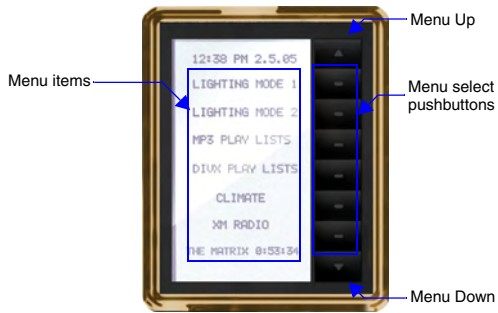 Menu Up
12:38 PM 2.5.05
Menu items
LIGHTING MODE 1
Menu select
pushbuttons
LIGHTING MODE 2
MP3 PLAY LISTS
DIVX PLAY LISTS
CLIMATE
XM RADIO
THE MATRIX 0:53:34
Menu Down